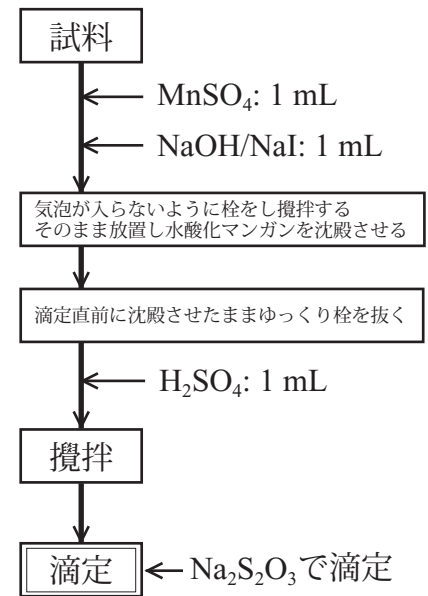 試料
MnSO₄: 1 mL
NaOH/NaI: 1 mL
気泡が入らないように栓をし攪拌する
そのまま放置し水酸化マンガンを沈殿させる
滴定直前に沈殿させたままゆっくり栓を抜く
H₂SO₄: 1 mL
攪拌
滴定
Na₂S₂O₃で滴定